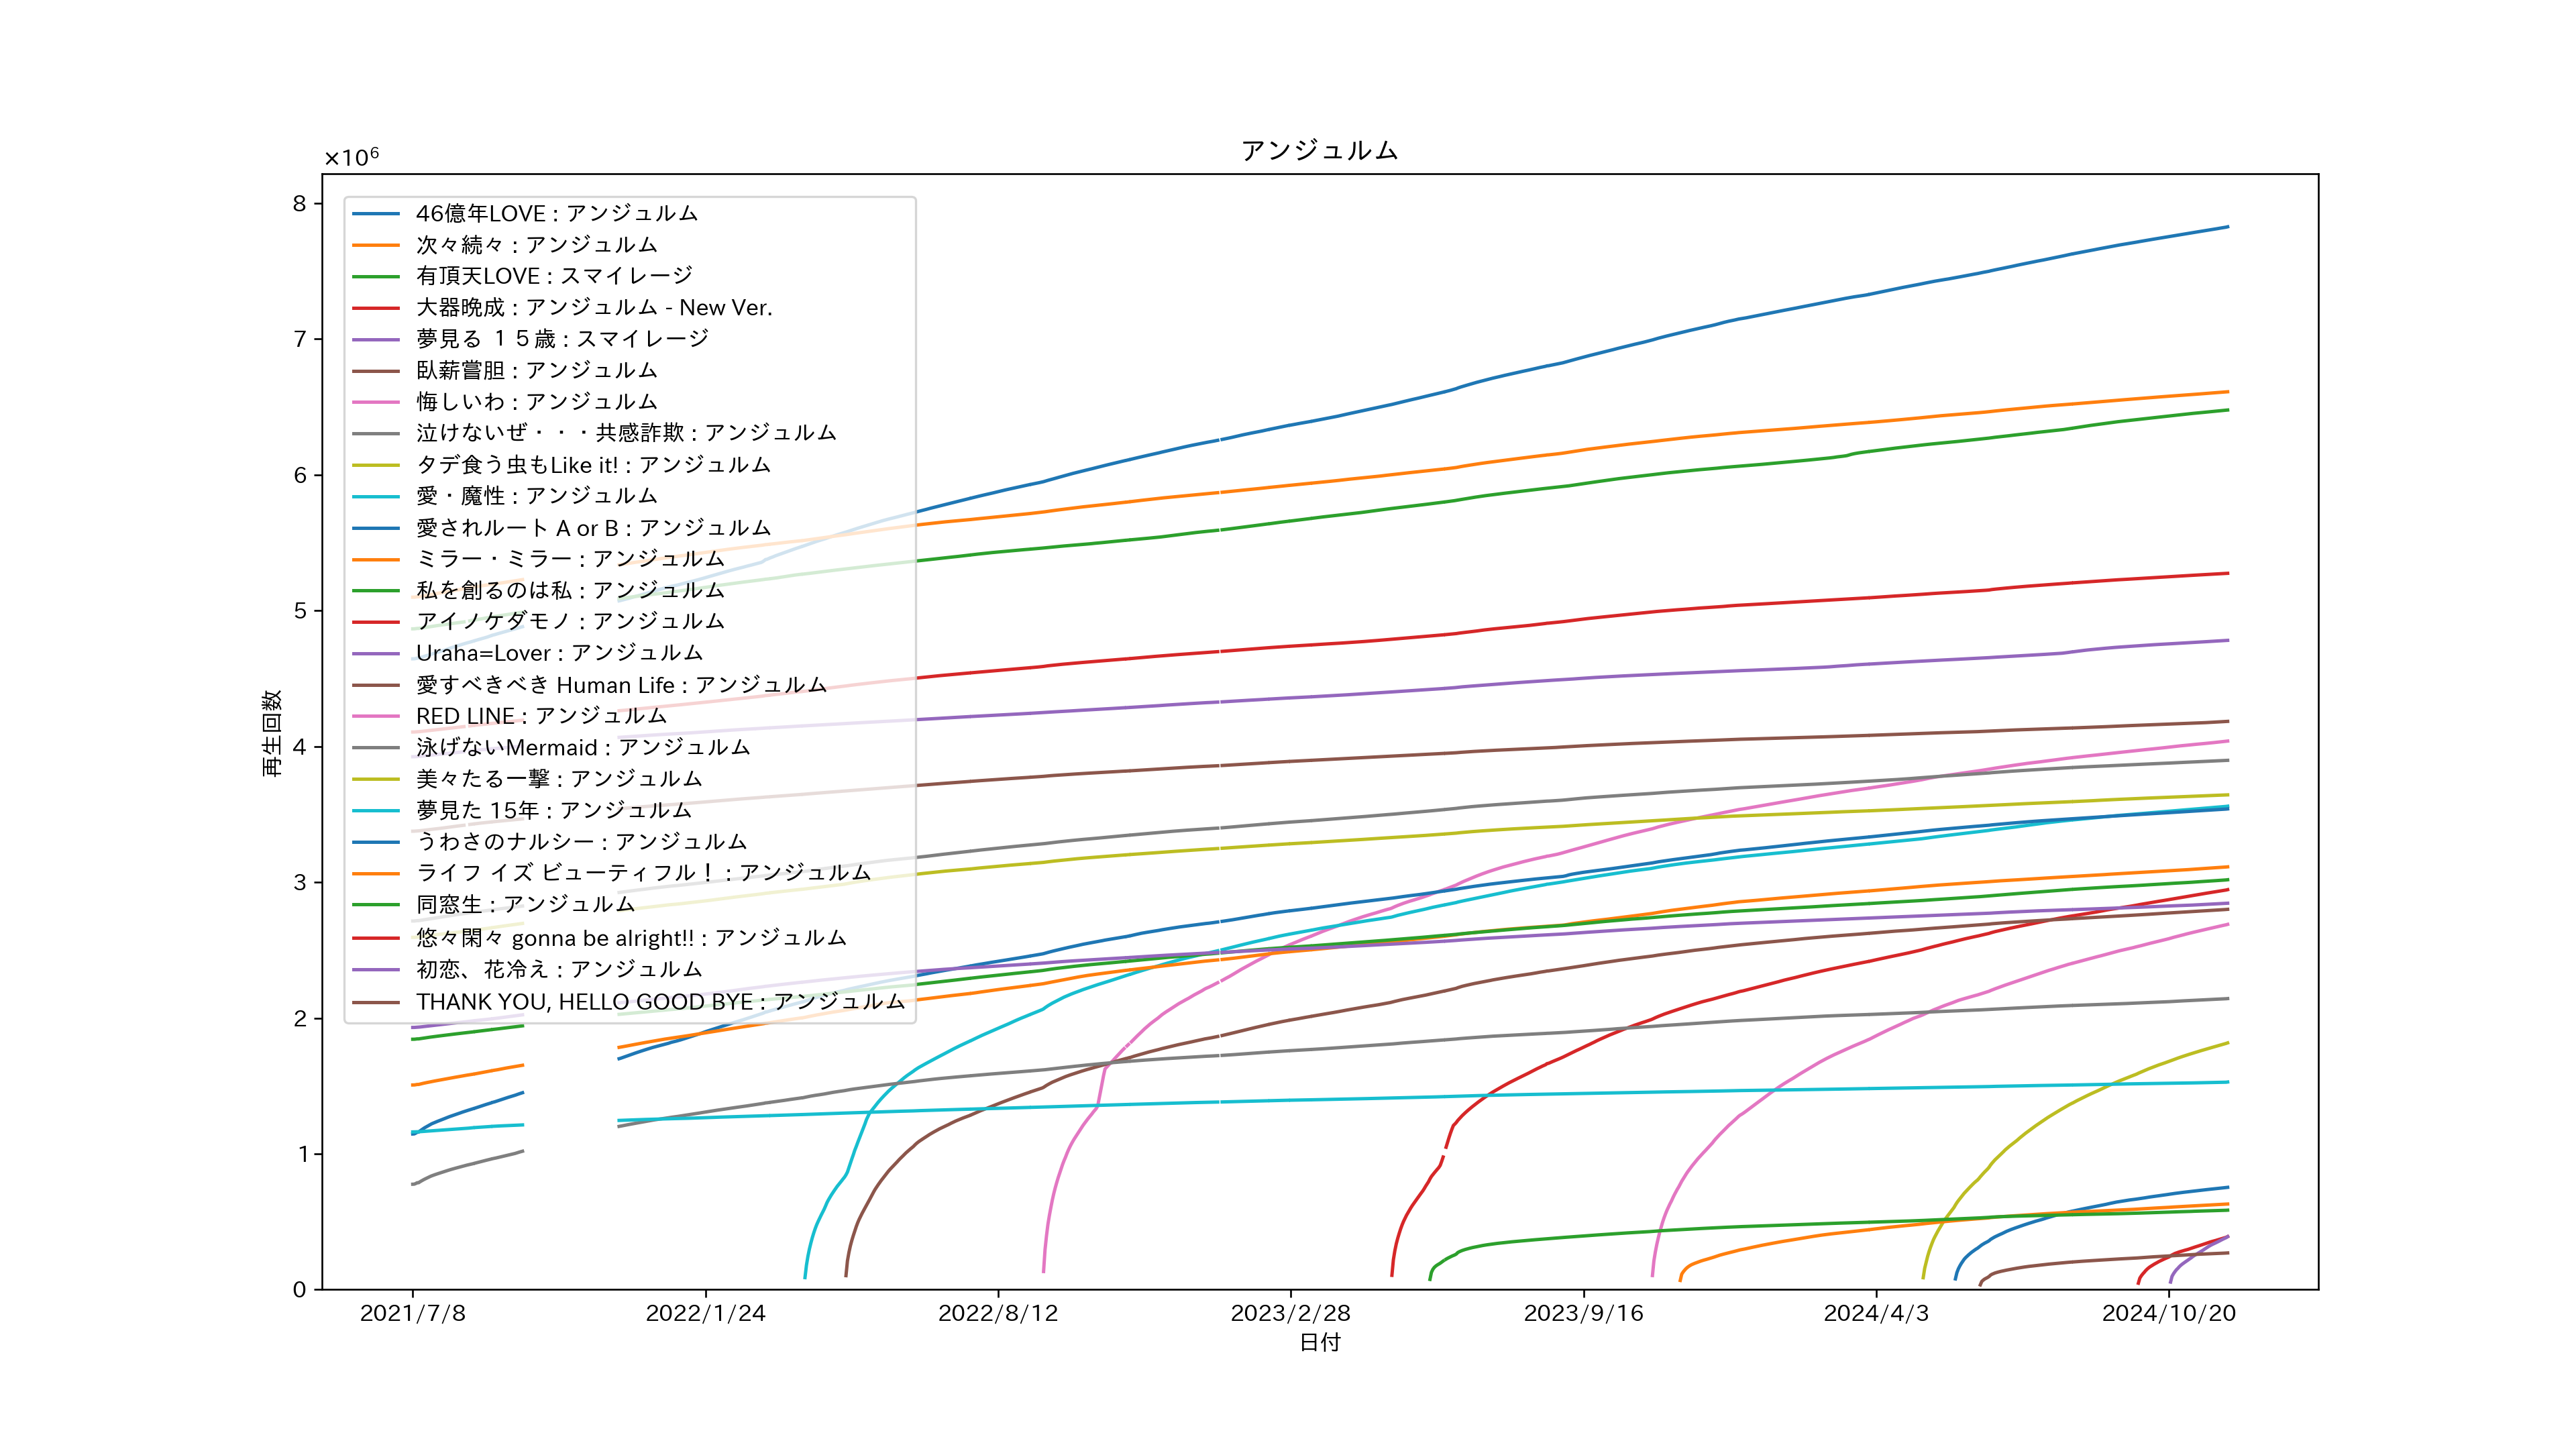 アンジュルム
×10⁶
8
7
6
5
4
3
2
1
0
再生回数
46億年LOVE : アンジュルム
次々続々 : アンジュルム
有頂天LOVE : スマイレージ
大器晩成 : アンジュルム - New Ver.
夢見る １５歳 : スマイレージ
臥薪嘗胆 : アンジュルム
悔しいわ : アンジュルム
泣けないぜ・・・共感詐欺 : アンジュルム
タデ食う虫もLike it! : アンジュルム
愛・魔性 : アンジュルム
愛されルート A or B : アンジュルム
ミラー・ミラー : アンジュルム
私を創るのは私 : アンジュルム
アイノケダモノ : アンジュルム
Uraha=Lover : アンジュルム
愛すべきべき Human Life : アンジュルム
RED LINE : アンジュルム
泳げないMermaid : アンジュルム
美々たる一撃 : アンジュルム
夢見た 15年 : アンジュルム
うわさのナルシー : アンジュルム
ライフ イズ ビューティフル！ : アンジュルム
同窓生 : アンジュルム
悠々閑々 gonna be alright!! : アンジュルム
初恋、花冷え : アンジュルム
THANK YOU, HELLO GOOD BYE : アンジュルム
2021/7/8 2022/1/24 2022/8/12 2023/2/28 2023/9/16 2024/4/3 2024/10/20
日付